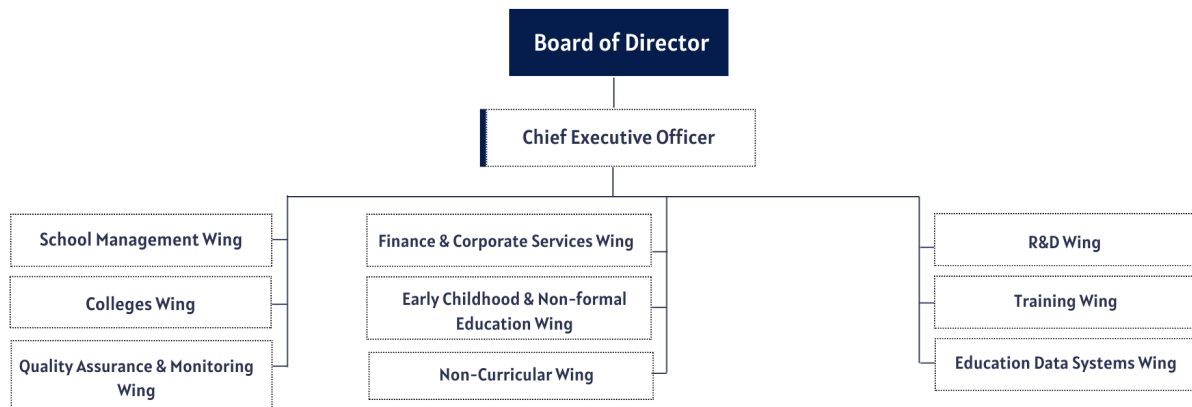 Board of Director
Chief Executive Officer
School Management Wing
Colleges Wing
Quality Assurance & Monitoring
Wing
Finance & Corporate Services Wing
Early Childhood & Non-formal
Education Wing
Non-Curricular Wing
R&D Wing
Training Wing
Education Data Systems Wing